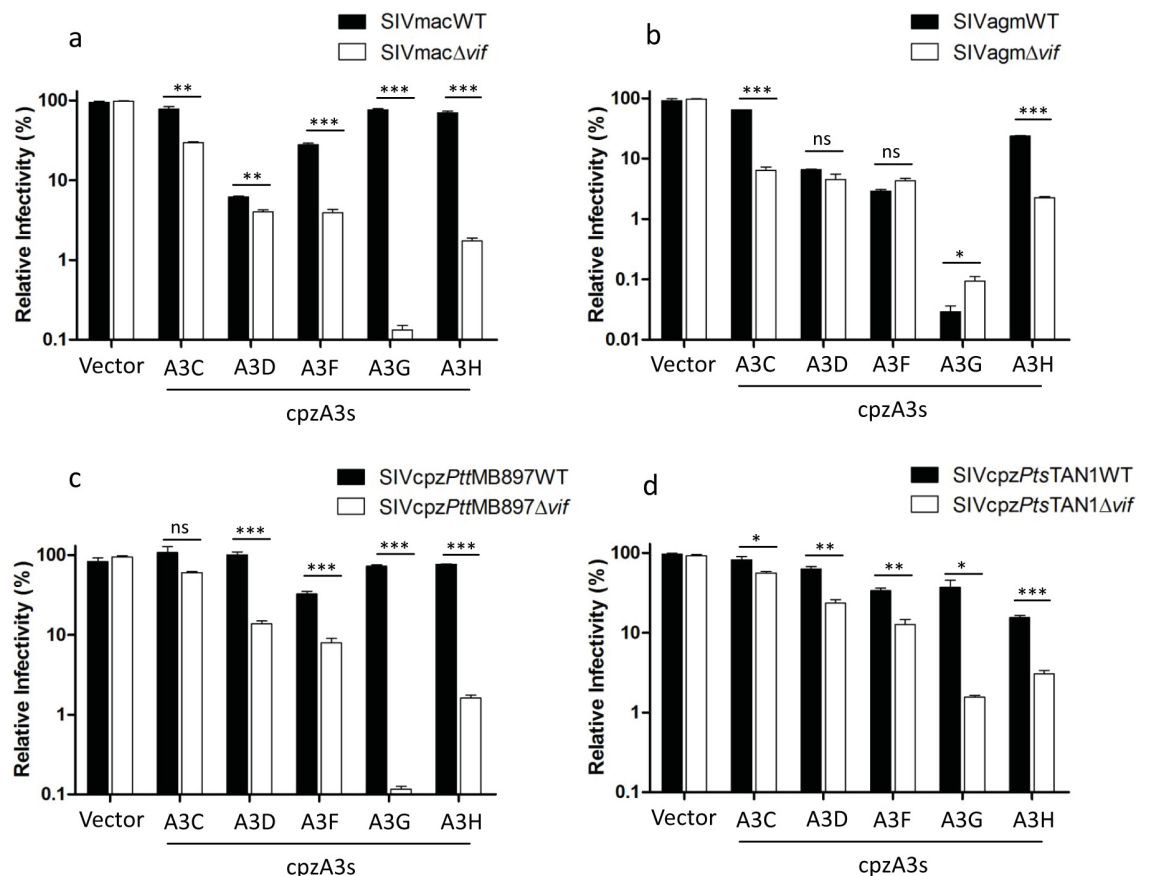 a
SIVmacWT
SIVmacΔvif
Relative Infectivity (%)
100
10
1
0.1
**
**
***
***
***
Vector A3C A3D A3F A3G A3H
cpzA3s
b
SIVagmWT
SIVagmΔvif
Relative Infectivity (%)
100
10
1
0.1
0.01
***
ns
ns
*
***
Vector A3C A3D A3F A3G A3H
cpzA3s
c
SIVcpzPttMB897WT
SIVcpzPttMB897Δvif
Relative Infectivity (%)
100
10
1
0.1
ns
***
***
***
***
Vector A3C A3D A3F A3G A3H
cpzA3s
d
SIVcpzPtsTAN1WT
SIVcpzPtsTAN1Δvif
Relative Infectivity (%)
100
10
1
0.1
*
**
**
*
***
Vector A3C A3D A3F A3G A3H
cpzA3s